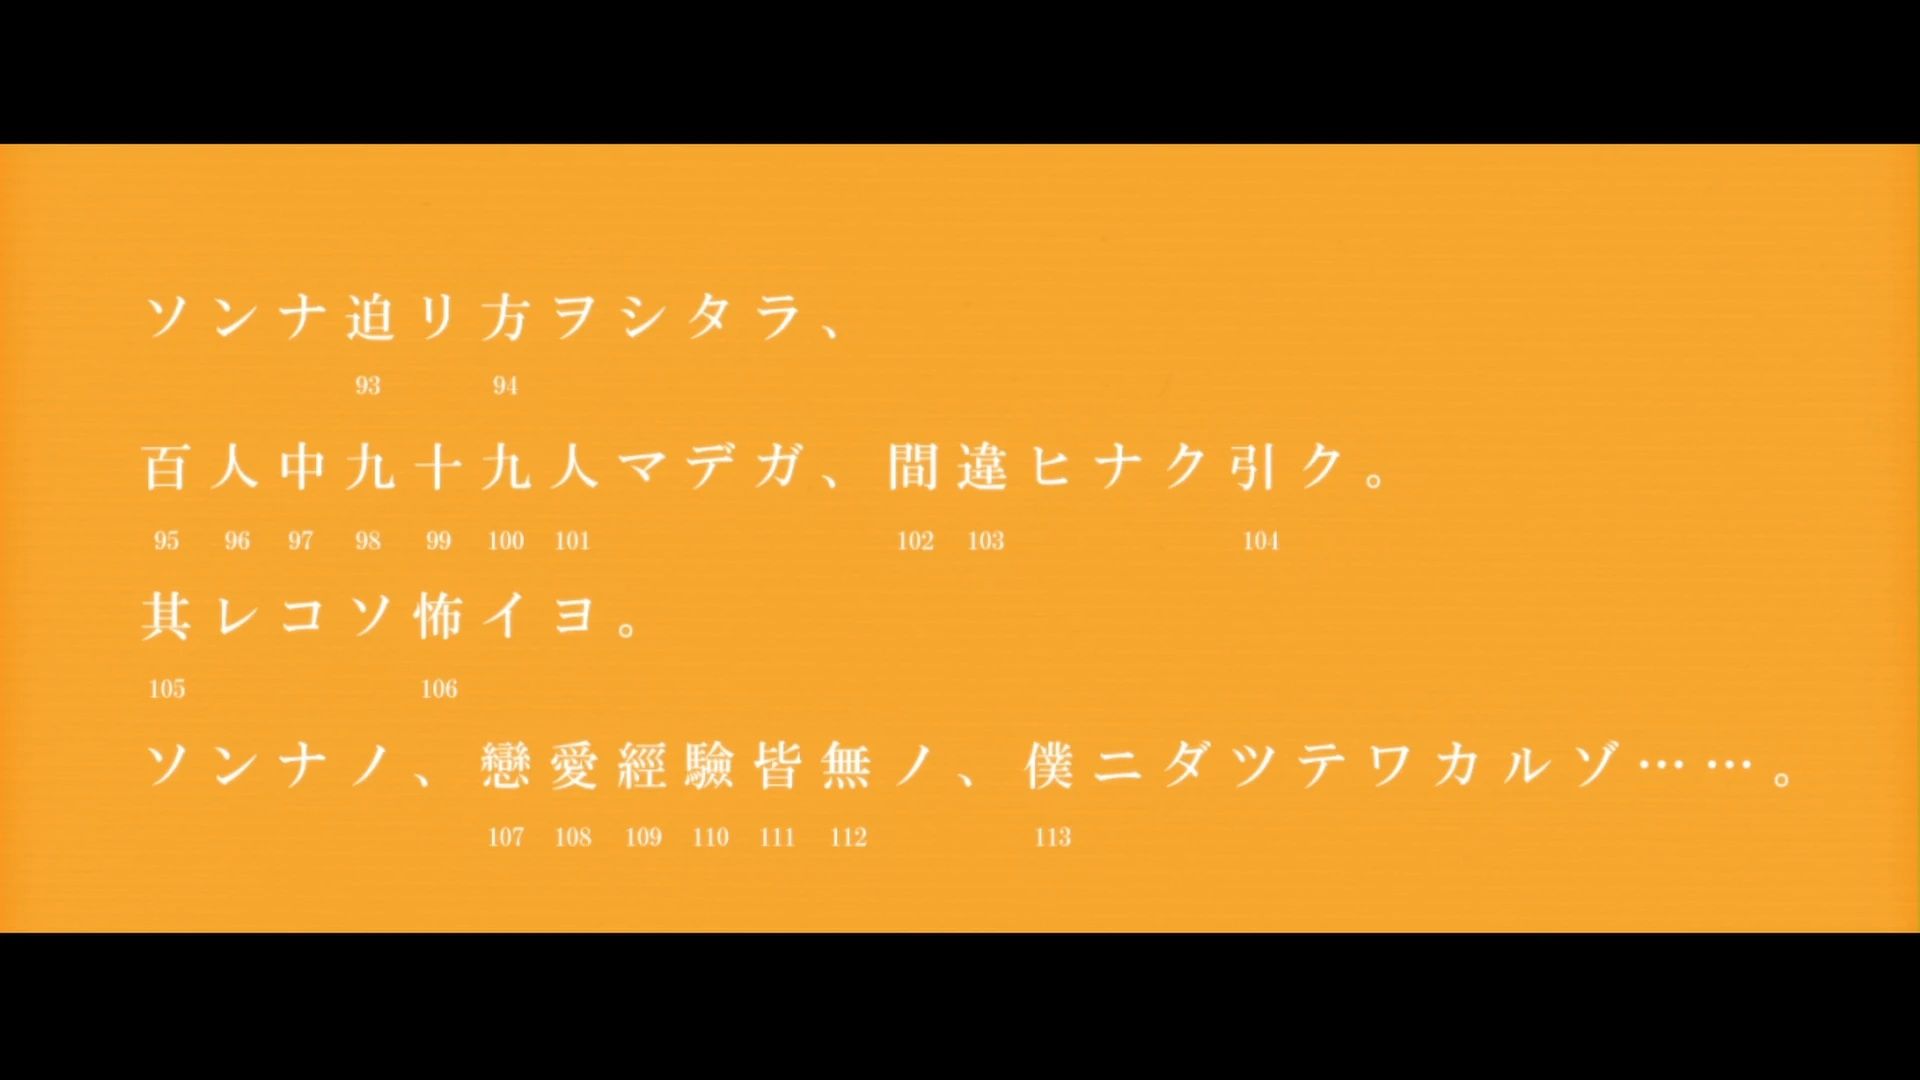 ソンナ迫リ方ヲシタラ、
93 94
百人中九十九人マデガ、間違ヒナク引ク。
95 96 97 98 99 100 101 102 103 104
其レコソ怖イヨ。
105 106
ソンナノ、戀愛經驗皆無ノ、僕ニダツテワカルゾ……。
107 108 109 110 111 112 113